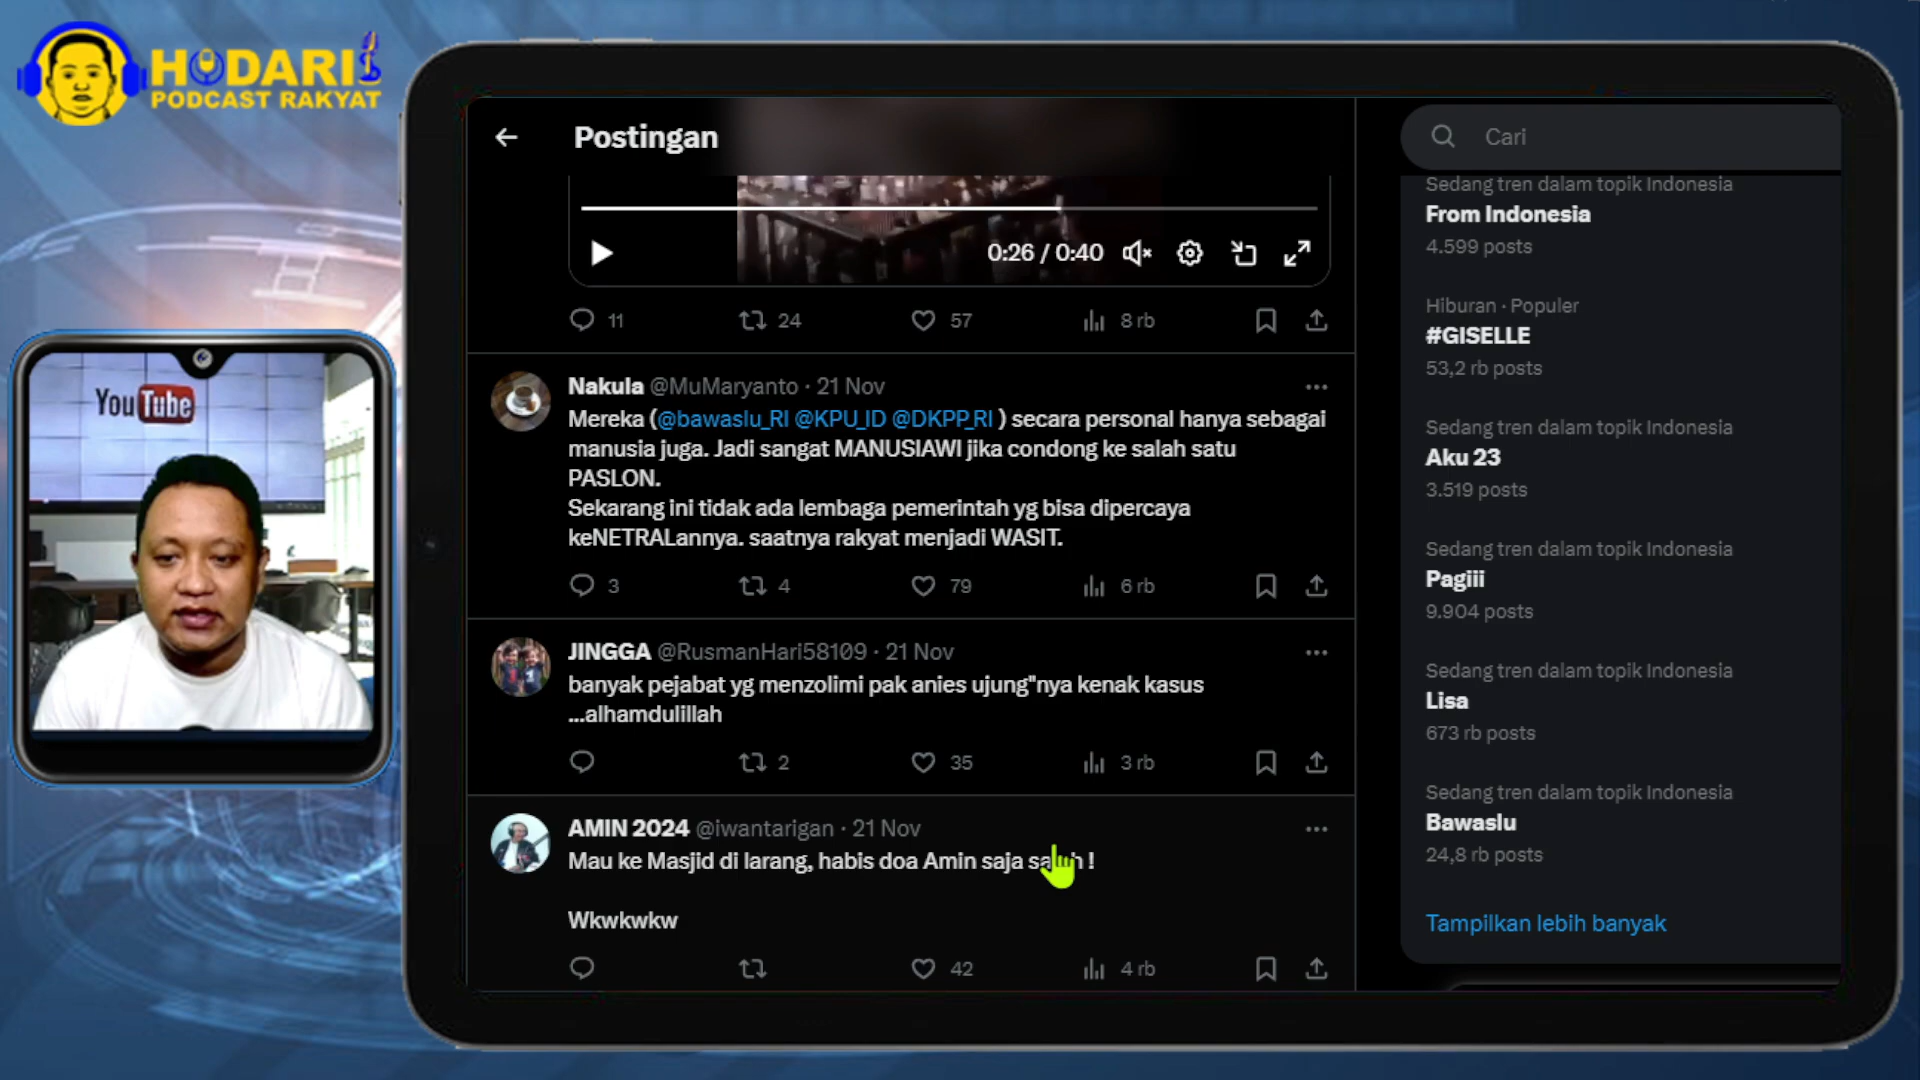 HODARI
PODCAST RAKYAT
YouTube
Postingan
0:26 / 0:40
11 24 57 8 rb
Nakula @MuMaryanto · 21 Nov
Mereka (@bawaslu_RI @KPU_ID @DKPP_RI ) secara personal hanya sebagai
manusia juga. Jadi sangat MANUSIAWI jika condong ke salah satu
PASLON.
Sekarang ini tidak ada lembaga pemerintah yg bisa dipercaya
keNETRALannya. saatnya rakyat menjadi WASIT.
3 4 79 6 rb
JINGGA @RusmanHari58109 · 21 Nov
banyak pejabat yg menzolimi pak anies ujung"nya kenak kasus
...alhamdulillah
2 35 3 rb
AMIN 2024 @iwantarigan · 21 Nov
Mau ke Masjid di larang, habis doa Amin saja !
Wkwkwkw
42 4 rb
Cari
Sedang tren dalam topik Indonesia
From Indonesia
4.599 posts
Hiburan · Populer
#GISELLE
53,2 rb posts
Sedang tren dalam topik Indonesia
Aku 23
3.519 posts
Sedang tren dalam topik Indonesia
Pagiii
9.904 posts
Sedang tren dalam topik Indonesia
Lisa
673 rb posts
Sedang tren dalam topik Indonesia
Bawaslu
24,8 rb posts
Tampilkan lebih banyak